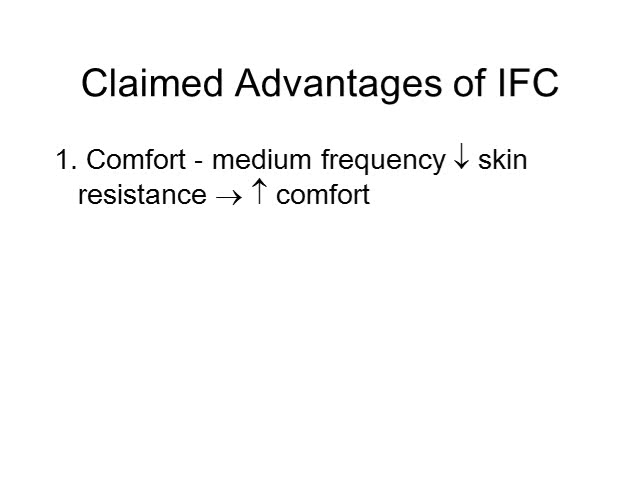 Claimed Advantages of IFC
1. Comfort - medium frequency ↓ skin
resistance → ↑ comfort